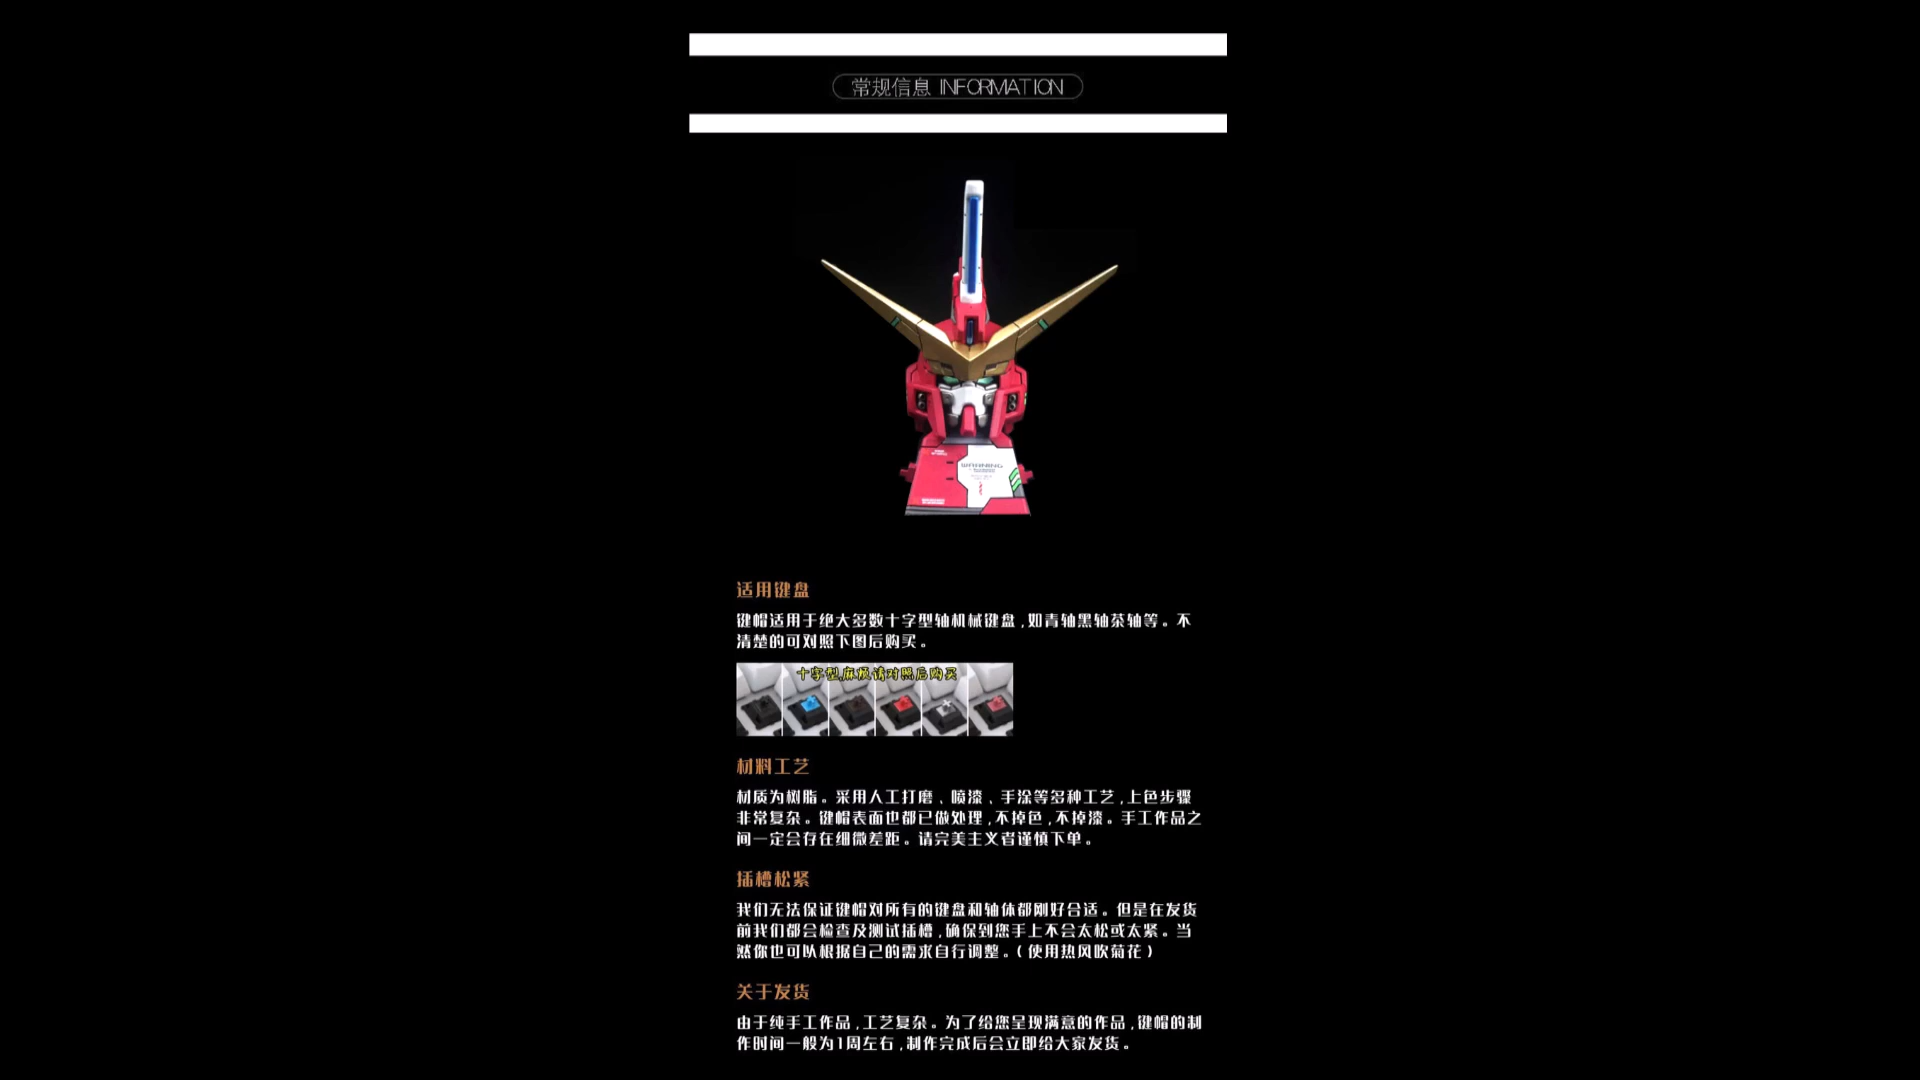 常规信息 INFORMATION
WARNING
适用键盘
键帽适用于绝大多数十字型轴机械键盘,如青轴黑轴茶轴等。不
清楚的可对照下图后购买。
十字型,麻烦请对照后购买
材料工艺
材质为树脂。采用人工打磨、喷漆、手涂等多种工艺,上色步骤
非常复杂。键帽表面也都已做处理,不掉色,不掉漆。手工作品之
间一定会存在细微差距。请完美主义者谨慎下单。
插槽松紧
我们无法保证键帽对所有的键盘和轴体都刚好合适。但是在发货
前我们都会检查及测试插槽,确保到您手上不会太松或太紧。当
然你也可以根据自己的需求自行调整。(使用热风吹菊花)
关于发货
由于纯手工作品,工艺复杂。为了给您呈现满意的作品,键帽的制
作时间一般为1周左右,制作完成后会立即给大家发货。